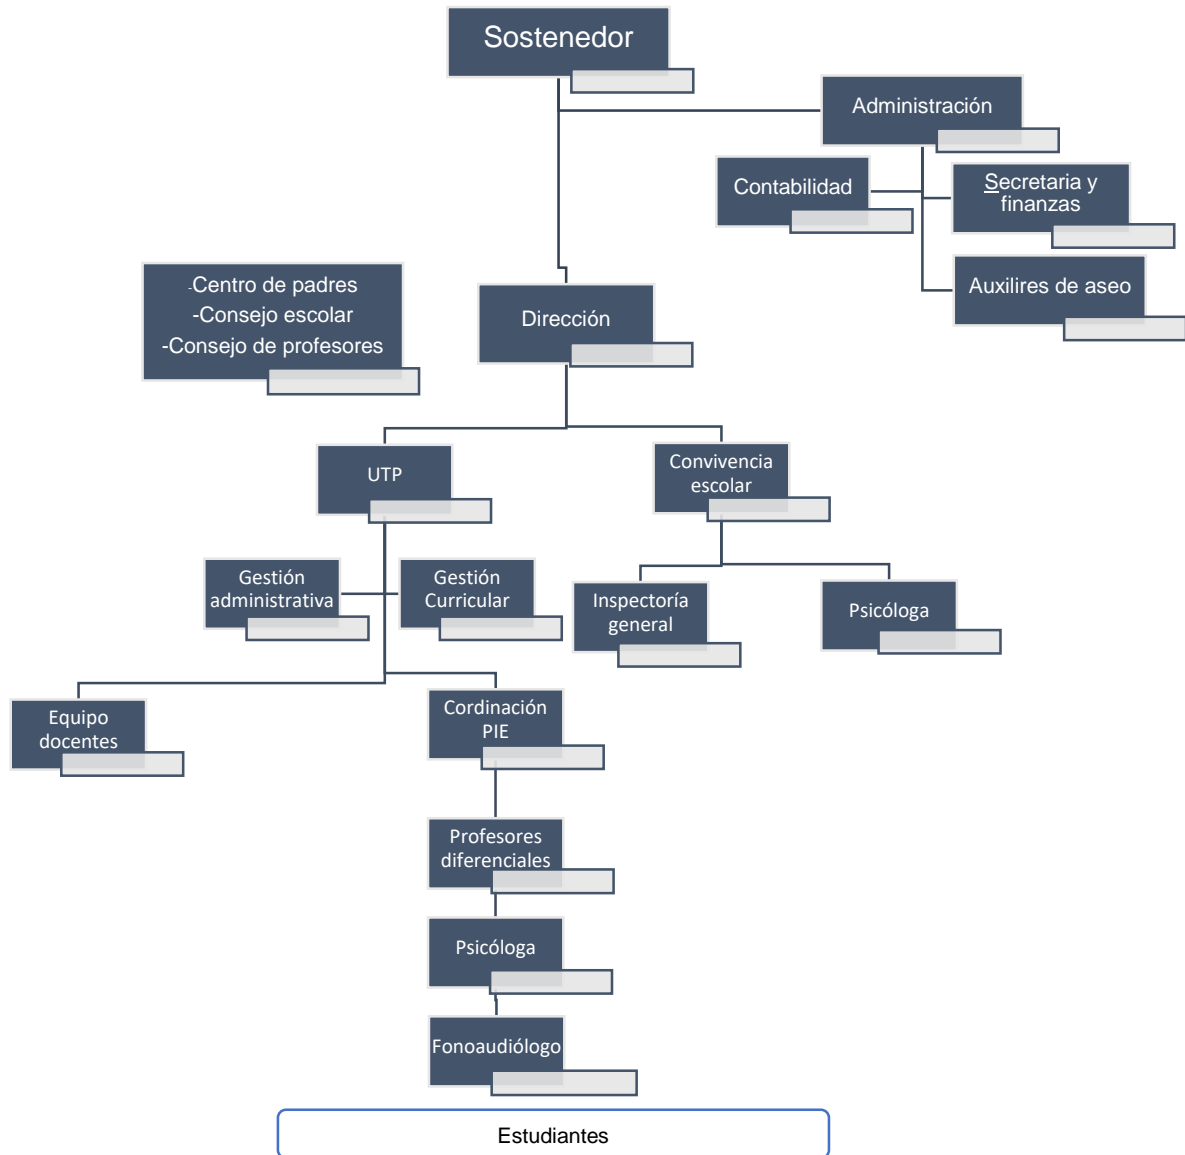 Sostenedor
Administración
Contabilidad
Secretaria y
finanzas
Auxilires de aseo
-Centro de padres
-Consejo escolar
-Consejo de profesores
Dirección
UTP
Convivencia
escolar
Gestión
administrativa
Gestión
Curricular
Inspectoría
general
Psicóloga
Equipo
docentes
Cordinación
PIE
Profesores
diferenciales
Psicóloga
Fonoaudiólogo
Estudiantes